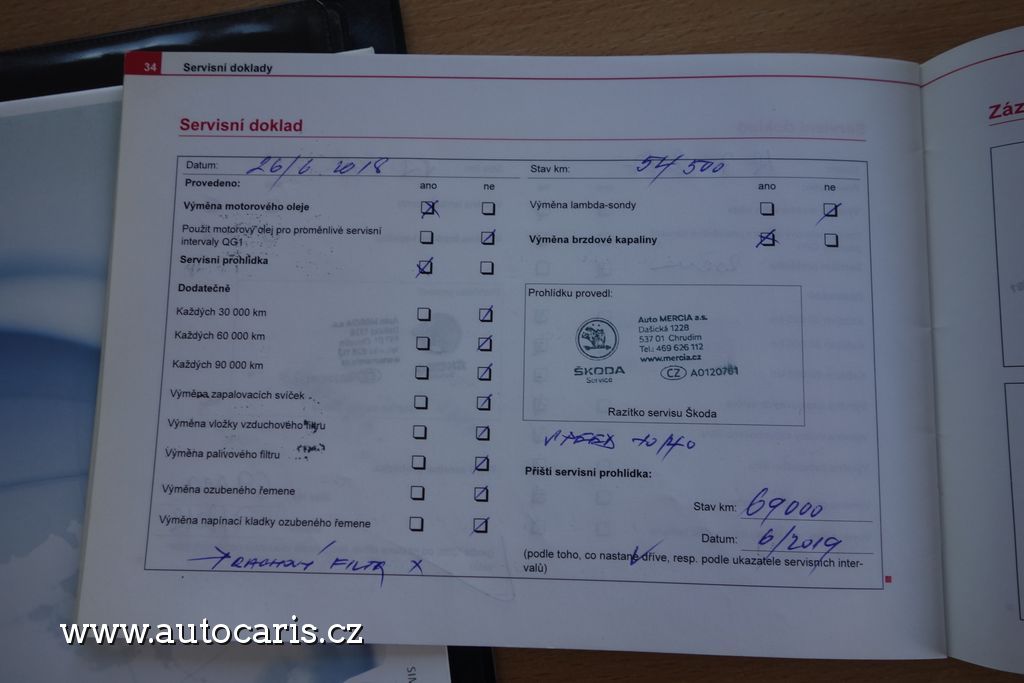 34 Servisní doklady
Servisní doklad
Datum: 26/6 2018
Stav km: 54 500
Provedeno: ano ne
ano ne
Výměna motorového oleje
Použit motorový olej pro proměnlivé servisní
intervaly QG1
Servisní prohlídka
Dodatečně
Každých 30 000 km
Každých 60 000 km
Každých 90 000 km
Výměna zapalovacích svíček
Výměna vložky vzduchového filtru
Výměna palivového filtru
Výměna ozubeného řemene
Výměna napínací kladky ozubeného řemene
FILTR X
Výměna lambda-sondy
Výměna brzdové kapaliny
Prohlídku provedl:
ŠKODA
Service
Auto MERCIA a.s.
Dašická 1228
537 01 Chrudim
Tel.: 469 626 112
www.mercia.cz
CZ A0120781
Razítko servisu Škoda
Příští servisní prohlídka:
Stav km: 69000
Datum: 6/2019
(podle toho, co nastane dříve, resp. podle ukazatele servisních inter-
valů)
Záz
www.autocaris.cz